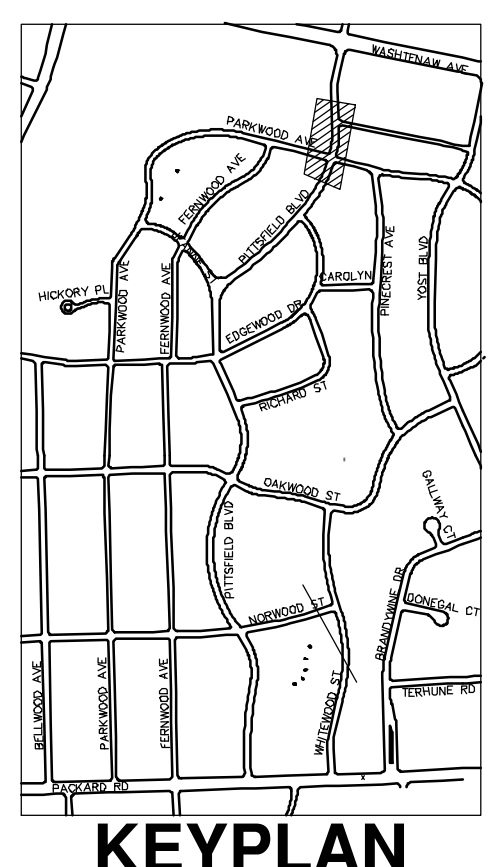 WASHTENAW AVE
PARKWOOD AVE
FERNWOOD AVE
PITTSFIELD BLVD
PINECREST AVE
YOST BLVD
CAROLYN
HICKORY PL
PARKWOOD AVE
FERNWOOD AVE
EDGEWOOD DR
RICHARD ST
OAKWOOD ST
GALLWAY CT
PITTSFIELD BLVD
NORWOOD ST
BRANDYWINE DR
DONEGAL CT
BELLWOOD AVE
PARKWOOD AVE
FERNWOOD AVE
WHITEWOOD ST
TERHUNE RD
PACKARD RD
KEYPLAN